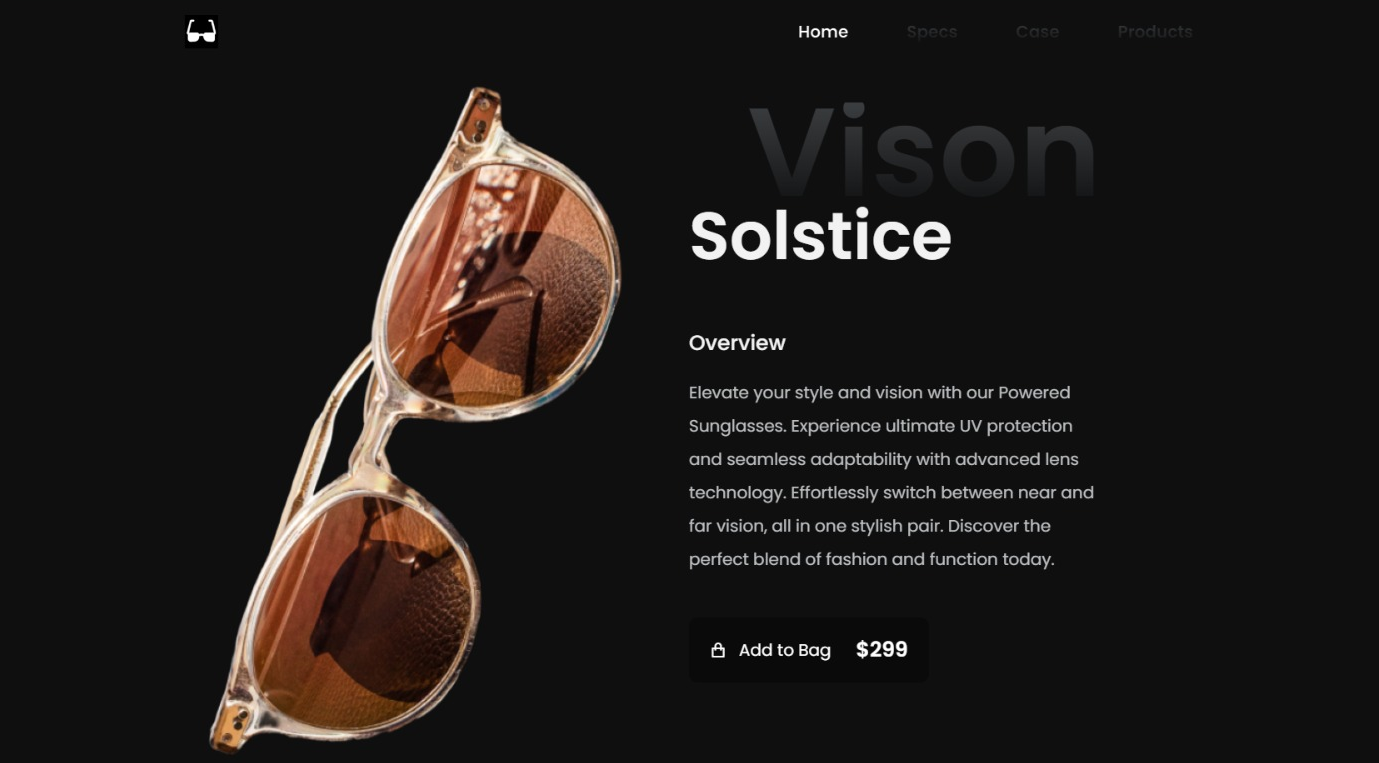 Home Specs Case Products
Vison
Solstice
Overview
Elevate your style and vision with our Powered
Sunglasses. Experience ultimate UV protection
and seamless adaptability with advanced lens
technology. Effortlessly switch between near and
far vision, all in one stylish pair. Discover the
perfect blend of fashion and function today.
Add to Bag $299